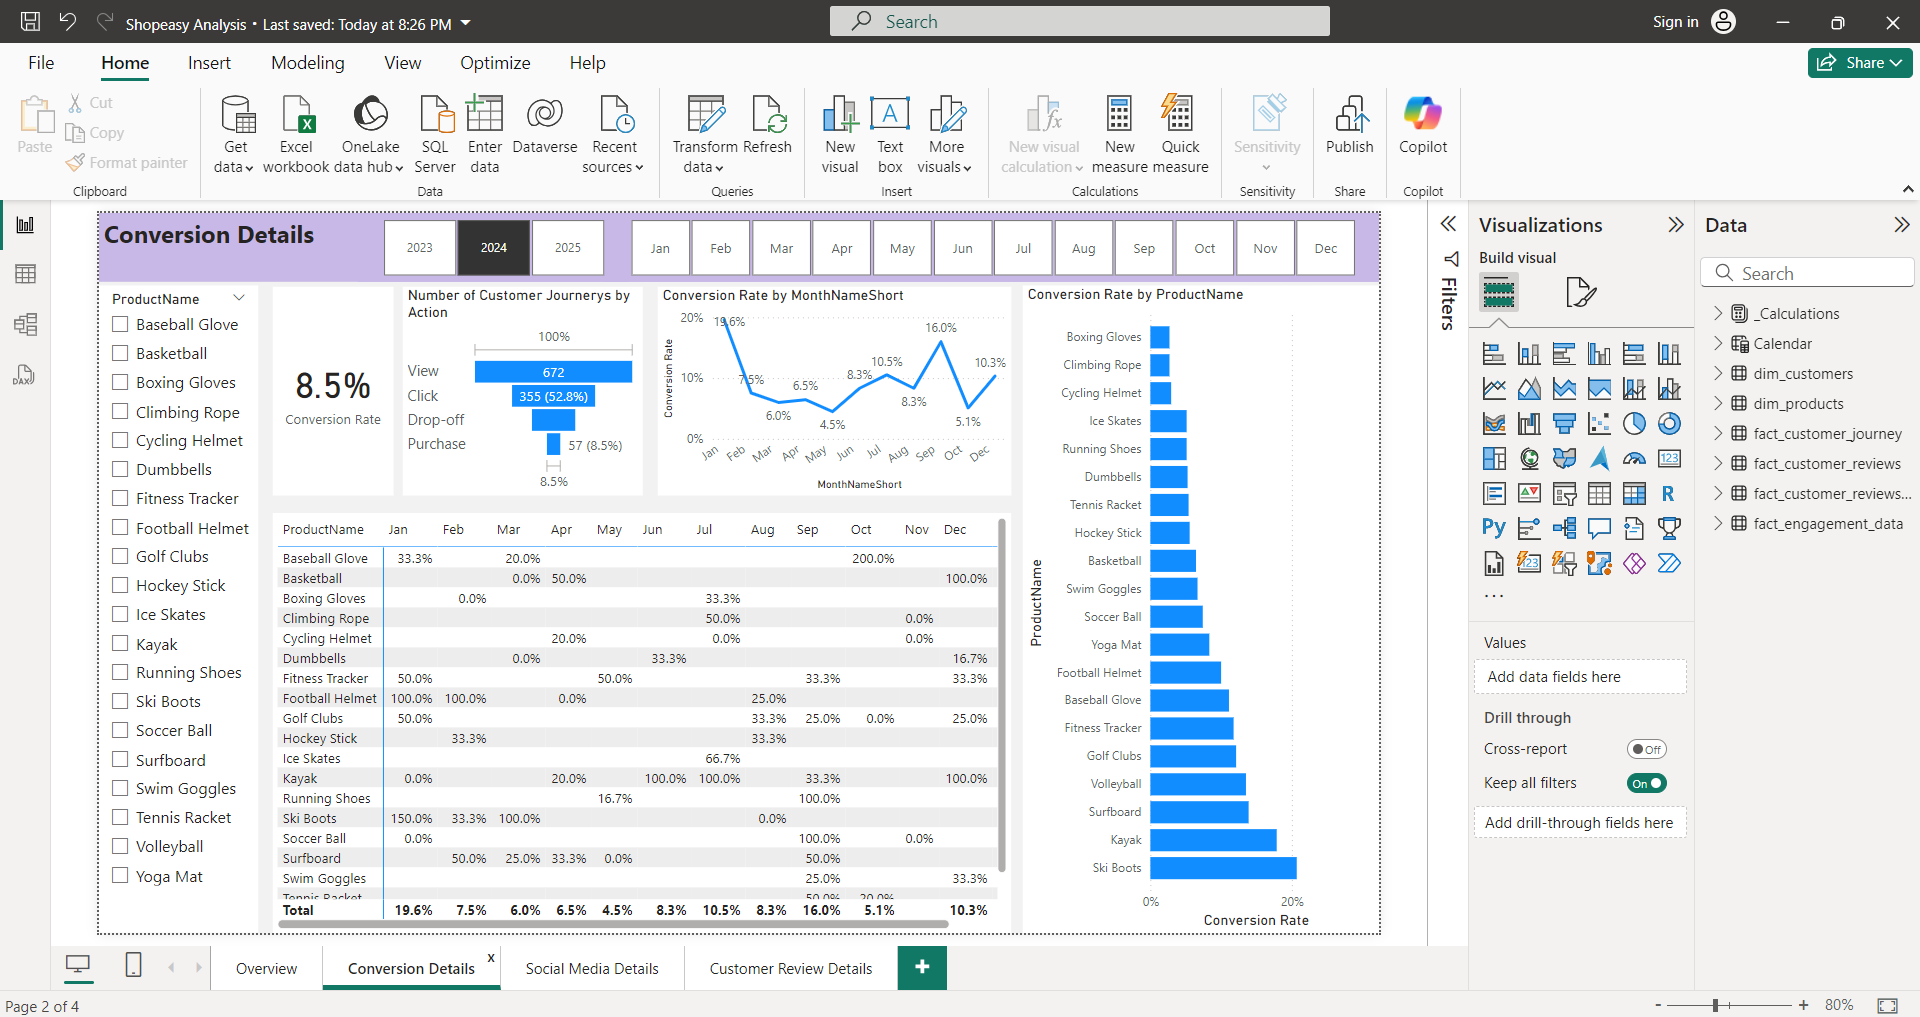 Shopeasy Analysis • Last saved: Today at 8:26 PM
Search
Sign in
File Home Insert Modeling View Optimize Help
Share
Paste
Cut
Copy
Format painter
Clipboard
Get data
Excel workbook
OneLake data hub
SQL Server
Enter data
Dataverse
Recent sources
Data
Transform data
Refresh
Queries
New visual
Text box
More visuals
Insert
New visual calculation
New measure
Quick measure
Calculations
Sensitivity
Sensitivity
Publish
Share
Copilot
Copilot
Conversion Details
2023 2024 2025
Jan Feb Mar Apr May Jun Jul Aug Sep Oct Nov Dec
ProductName
Baseball Glove
Basketball
Boxing Gloves
Climbing Rope
Cycling Helmet
Dumbbells
Fitness Tracker
Football Helmet
Golf Clubs
Hockey Stick
Ice Skates
Kayak
Running Shoes
Ski Boots
Soccer Ball
Surfboard
Swim Goggles
Tennis Racket
Volleyball
Yoga Mat
8.5%
Conversion Rate
Number of Customer Journerys by
Action
100%
View 672
Click 355 (52.8%)
Drop-off
Purchase 57 (8.5%)
8.5%
Conversion Rate by MonthNameShort
Conversion Rate
20%
10%
0%
19.6%
7.5%
6.0%
6.5%
4.5%
8.3%
10.5%
8.3%
16.0%
5.1%
10.3%
Jan Feb Mar Apr May Jun Jul Aug Sep Oct Dec
MonthNameShort
ProductName Jan Feb Mar Apr May Jun Jul Aug Sep Oct Nov Dec
Baseball Glove 33.3% 20.0% 200.0%
Basketball 0.0% 50.0% 100.0%
Boxing Gloves 0.0% 33.3%
Climbing Rope 50.0% 0.0%
Cycling Helmet 20.0% 0.0% 0.0%
Dumbbells 0.0% 33.3% 16.7%
Fitness Tracker 50.0% 50.0% 33.3% 33.3%
Football Helmet 100.0% 100.0% 0.0% 25.0%
Golf Clubs 50.0% 33.3% 25.0% 0.0% 25.0%
Hockey Stick 33.3% 33.3%
Ice Skates 66.7%
Kayak 0.0% 20.0% 100.0% 100.0% 33.3% 100.0%
Running Shoes 16.7% 100.0%
Ski Boots 150.0% 33.3% 100.0% 0.0%
Soccer Ball 0.0% 100.0% 0.0%
Surfboard 50.0% 25.0% 33.3% 0.0% 50.0%
Swim Goggles 25.0% 33.3%
Tennis Racket 50.0% 20.0%
Total 19.6% 7.5% 6.0% 6.5% 4.5% 8.3% 10.5% 8.3% 16.0% 5.1% 10.3%
Conversion Rate by ProductName
ProductName
Boxing Gloves
Climbing Rope
Cycling Helmet
Ice Skates
Running Shoes
Dumbbells
Tennis Racket
Hockey Stick
Basketball
Swim Goggles
Soccer Ball
Yoga Mat
Football Helmet
Baseball Glove
Fitness Tracker
Golf Clubs
Volleyball
Surfboard
Kayak
Ski Boots
0% 20%
Conversion Rate
Filters
Visualizations
Build visual
123
R
Py
123
...
Values
Add data fields here
Drill through
Cross-report Off
Keep all filters On
Add drill-through fields here
Data
Search
_Calculations
Calendar
dim_customers
dim_products
fact_customer_journey
fact_customer_reviews
fact_customer_reviews...
fact_engagement_data
DAX
Overview
Conversion Details x
Social Media Details
Customer Review Details
+
Page 2 of 4
- + 80%